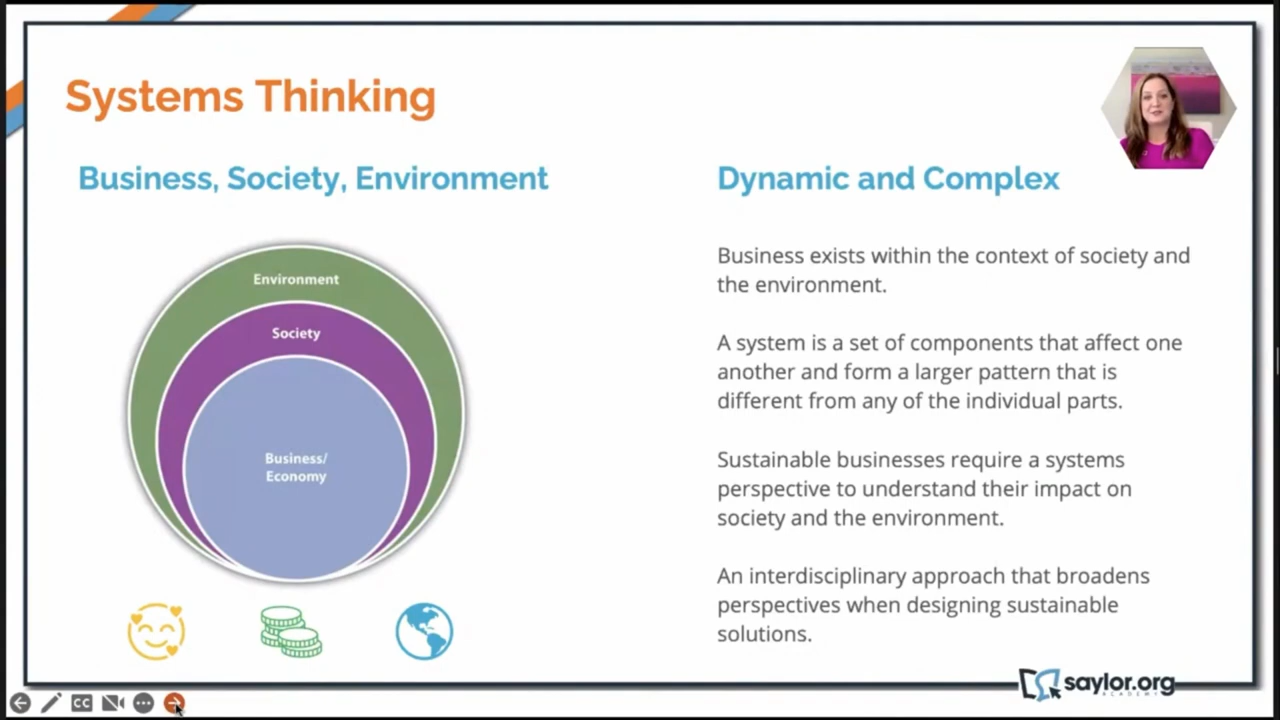 Systems Thinking
Business, Society, Environment
Environment
Society
Business/
Economy
Dynamic and Complex
Business exists within the context of society and
the environment.
A system is a set of components that affect one
another and form a larger pattern that is
different from any of the individual parts.
Sustainable businesses require a systems
perspective to understand their impact on
society and the environment.
An interdisciplinary approach that broadens
perspectives when designing sustainable
solutions.
saylor.org
ACADEMY
CC